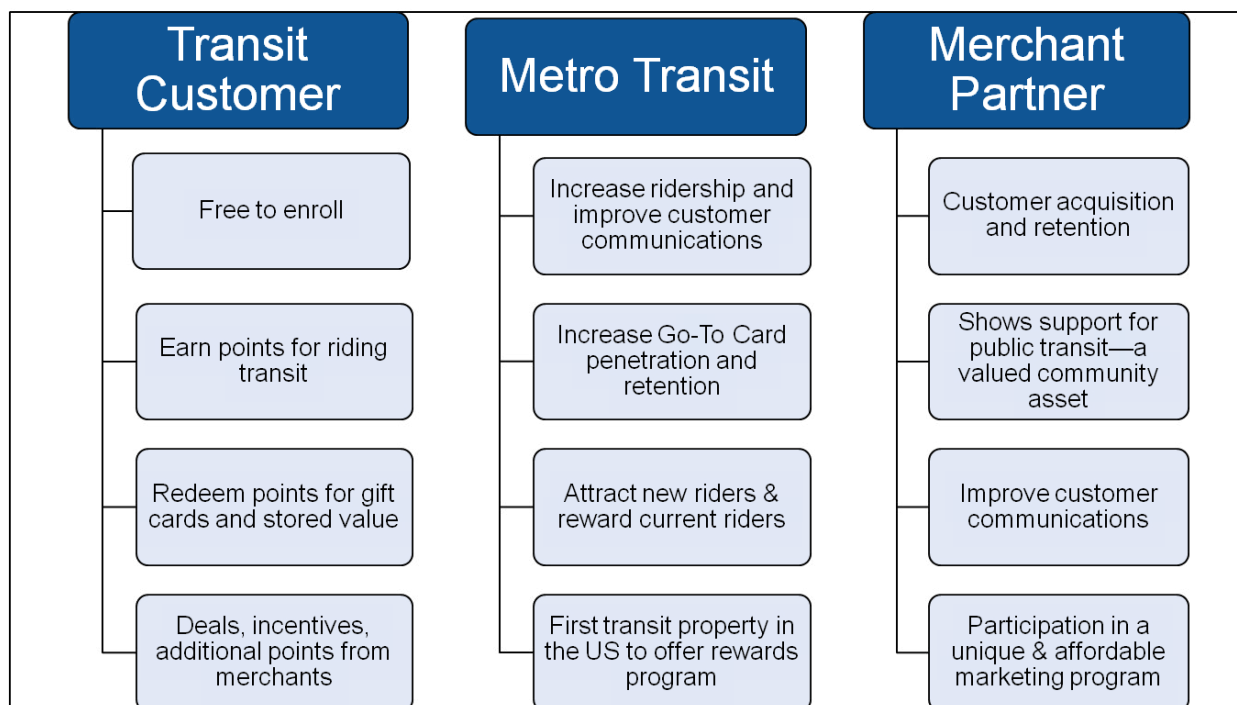 Transit
Customer
Free to enroll
Earn points for riding
transit
Redeem points for gift
cards and stored value
Deals, incentives,
additional points from
merchants
Metro Transit
Increase ridership and
improve customer
communications
Increase Go-To Card
penetration and
retention
Attract new riders &
reward current riders
First transit property in
the US to offer rewards
program
Merchant
Partner
Customer acquisition
and retention
Shows support for
public transit—a
valued community
asset
Improve customer
communications
Participation in a
unique & affordable
marketing program